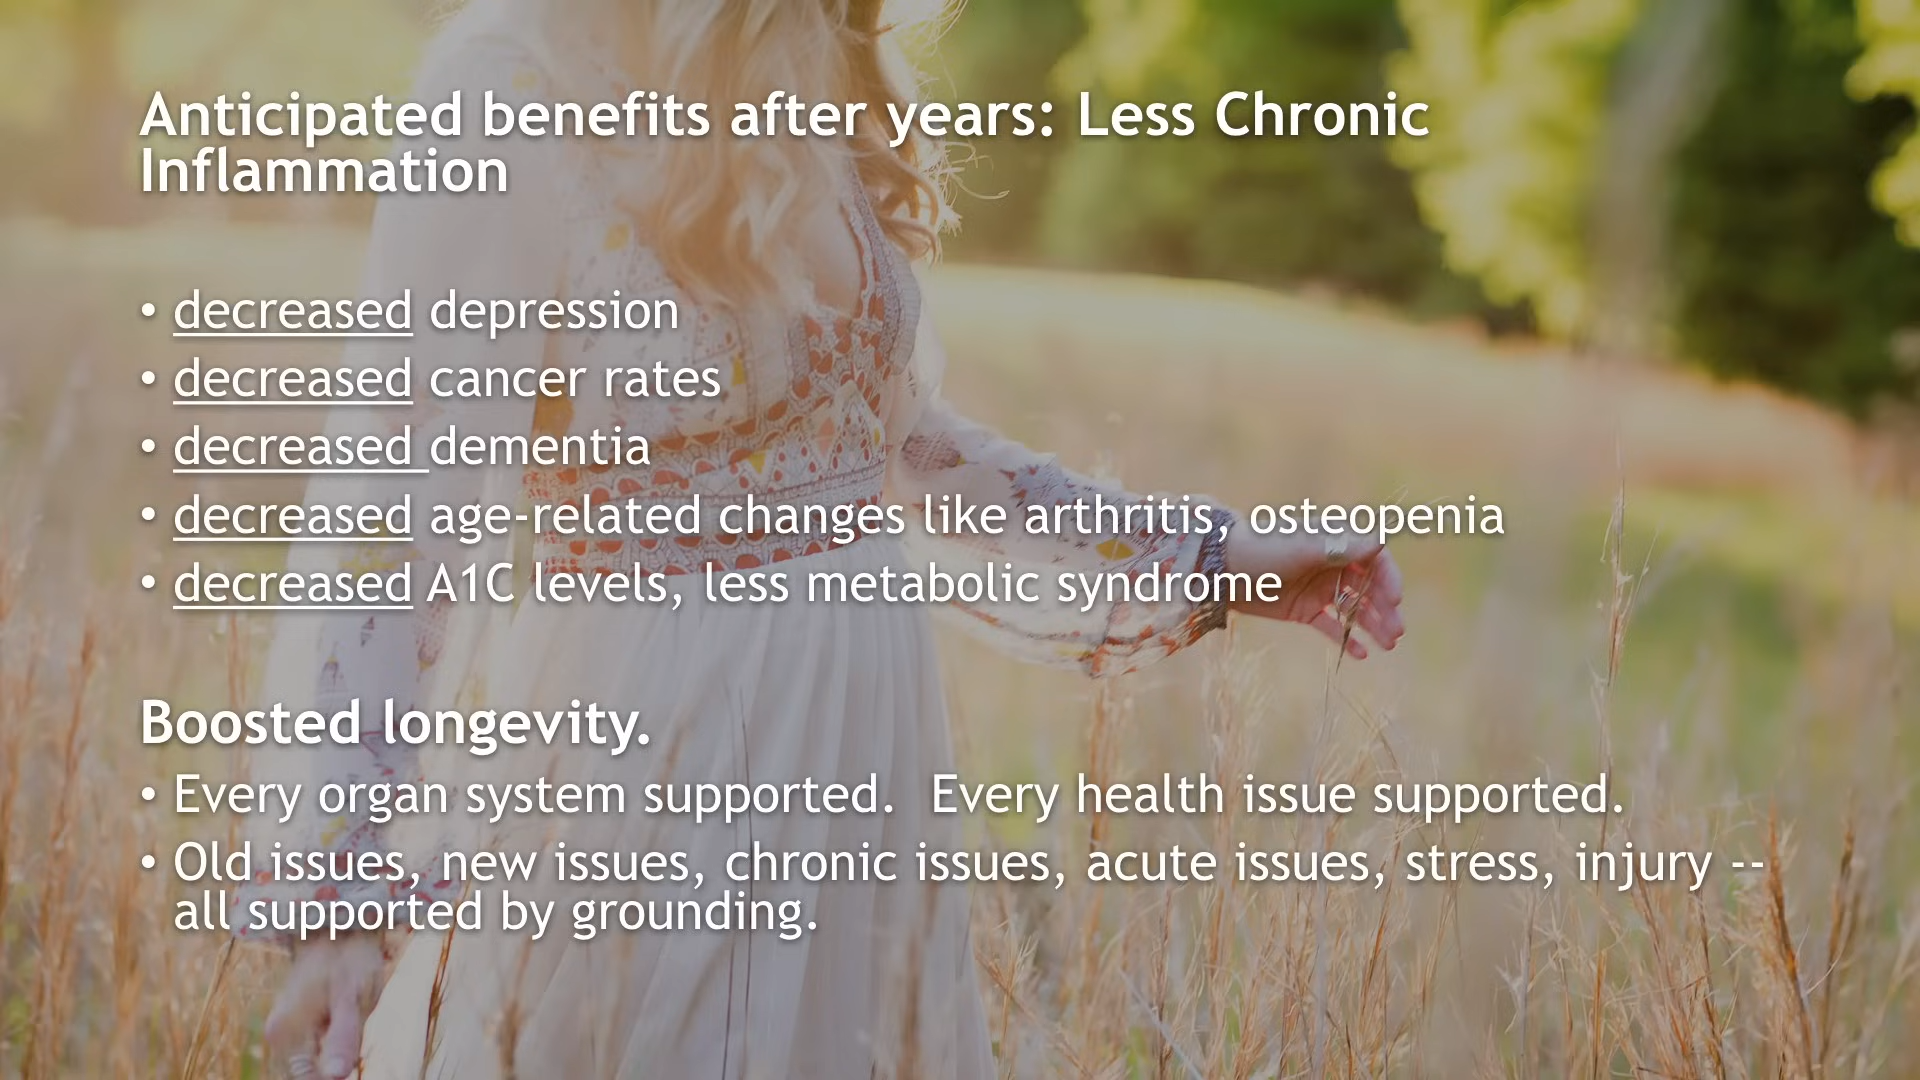 Anticipated benefits after years: Less Chronic
Inflammation
• decreased depression
• decreased cancer rates
• decreased dementia
• decreased age-related changes like arthritis, osteopenia
• decreased A1C levels, less metabolic syndrome
Boosted longevity.
• Every organ system supported.  Every health issue supported.
• Old issues, new issues, chronic issues, acute issues, stress, injury --
all supported by grounding.